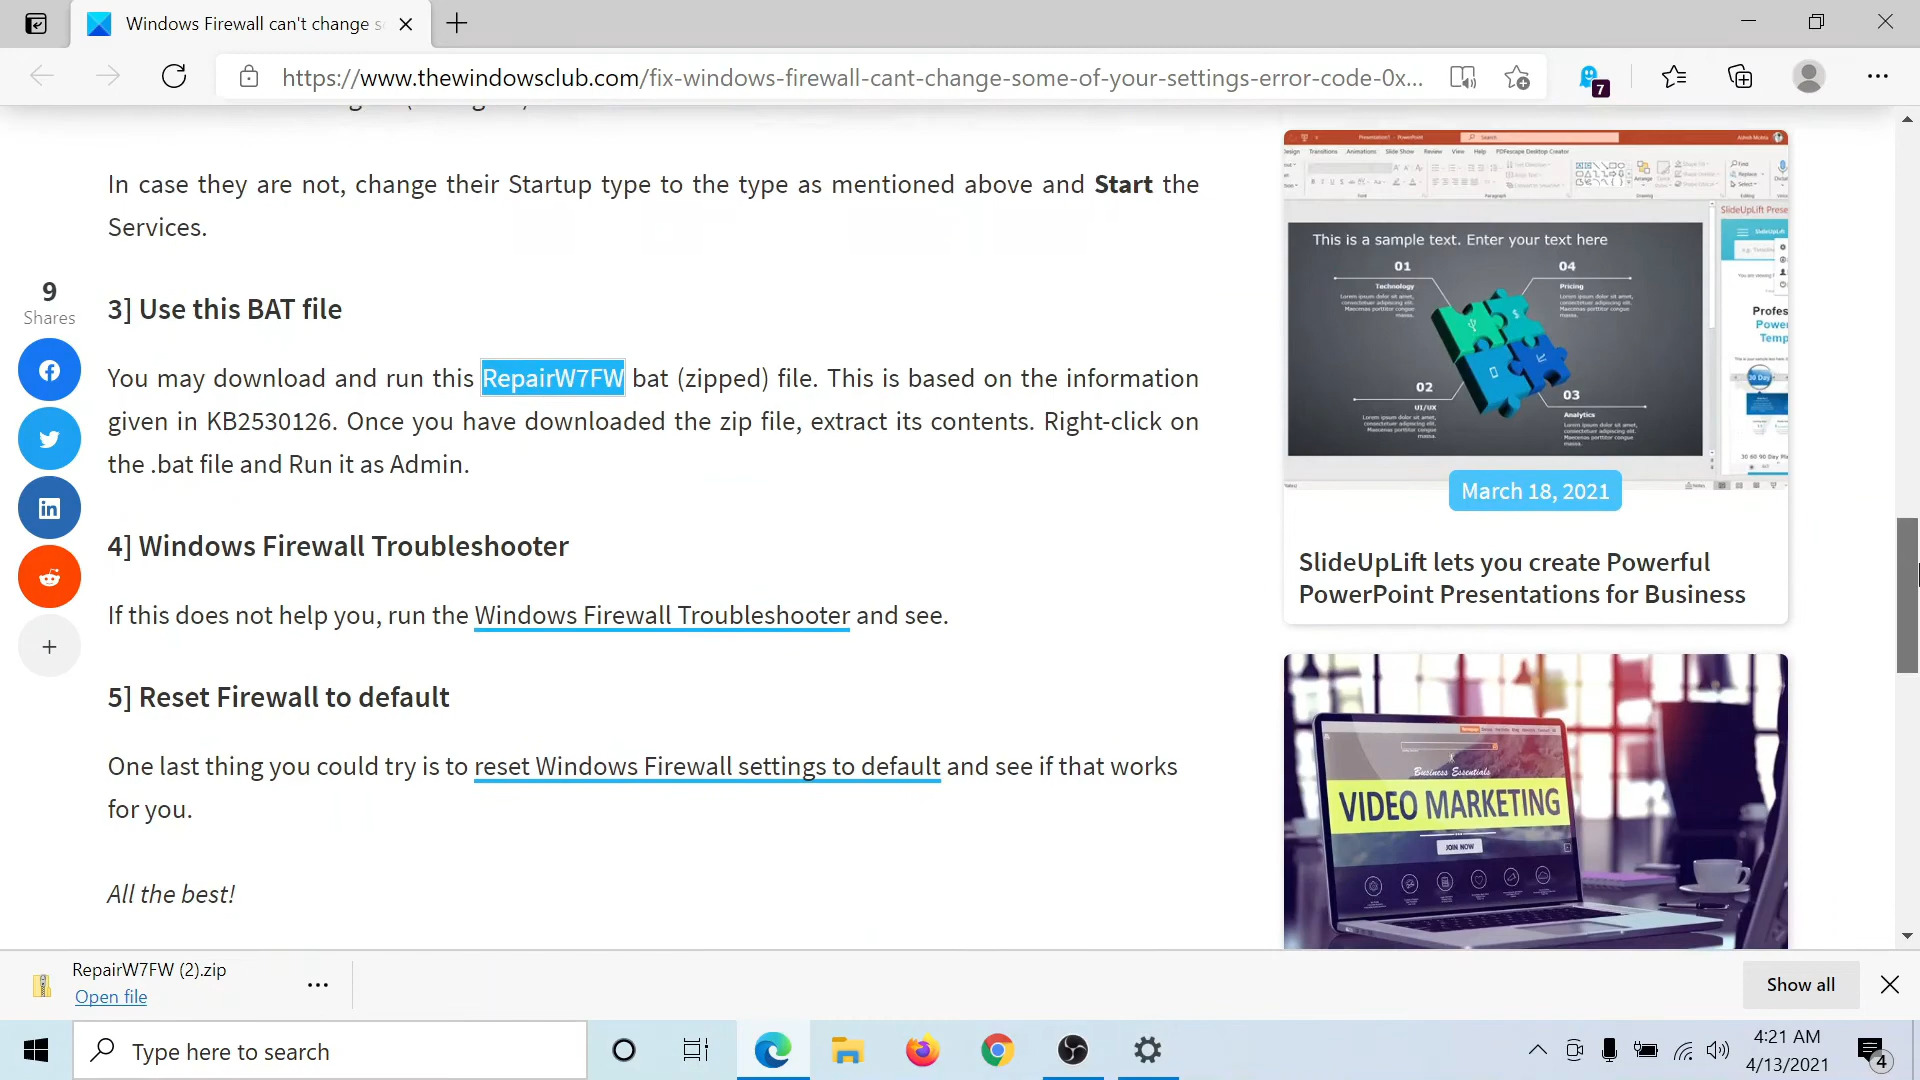 Windows Firewall can't change s
https://www.thewindowsclub.com/fix-windows-firewall-cant-change-some-of-your-settings-error-code-0x...
7
In case they are not, change their Startup type to the type as mentioned above and Start the
Services.
9
Shares
3] Use this BAT file
You may download and run this RepairW7FW bat (zipped) file. This is based on the information
given in KB2530126. Once you have downloaded the zip file, extract its contents. Right-click on
the .bat file and Run it as Admin.
4] Windows Firewall Troubleshooter
If this does not help you, run the Windows Firewall Troubleshooter and see.
5] Reset Firewall to default
One last thing you could try is to reset Windows Firewall settings to default and see if that works
for you.
All the best!
This is a sample text. Enter your text here
01
Technology
04
Pricing
02
UI/UX
03
Analytics
March 18, 2021
SlideUpLift lets you create Powerful
PowerPoint Presentations for Business
Business Essentials
VIDEO MARKETING
JOIN NOW
RepairW7FW (2).zip
Open file
Show all
Type here to search
4:21 AM
4/13/2021
4